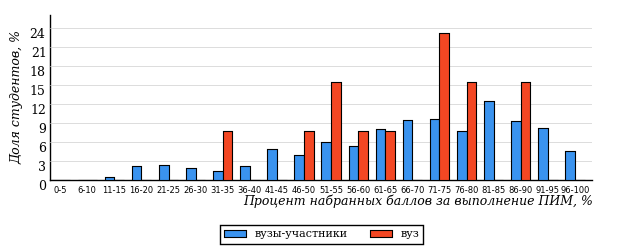 Доля студентов, %
24
21
18
15
12
9
6
3
0
0-5 6-10 11-15 16-20 21-25 26-30 31-35 36-40 41-45 46-50 51-55 56-60 61-65 66-70 71-75 76-80 81-85 86-90 91-95 96-100
Процент набранных баллов за выполнение ПИМ, %
вузы-участники вуз